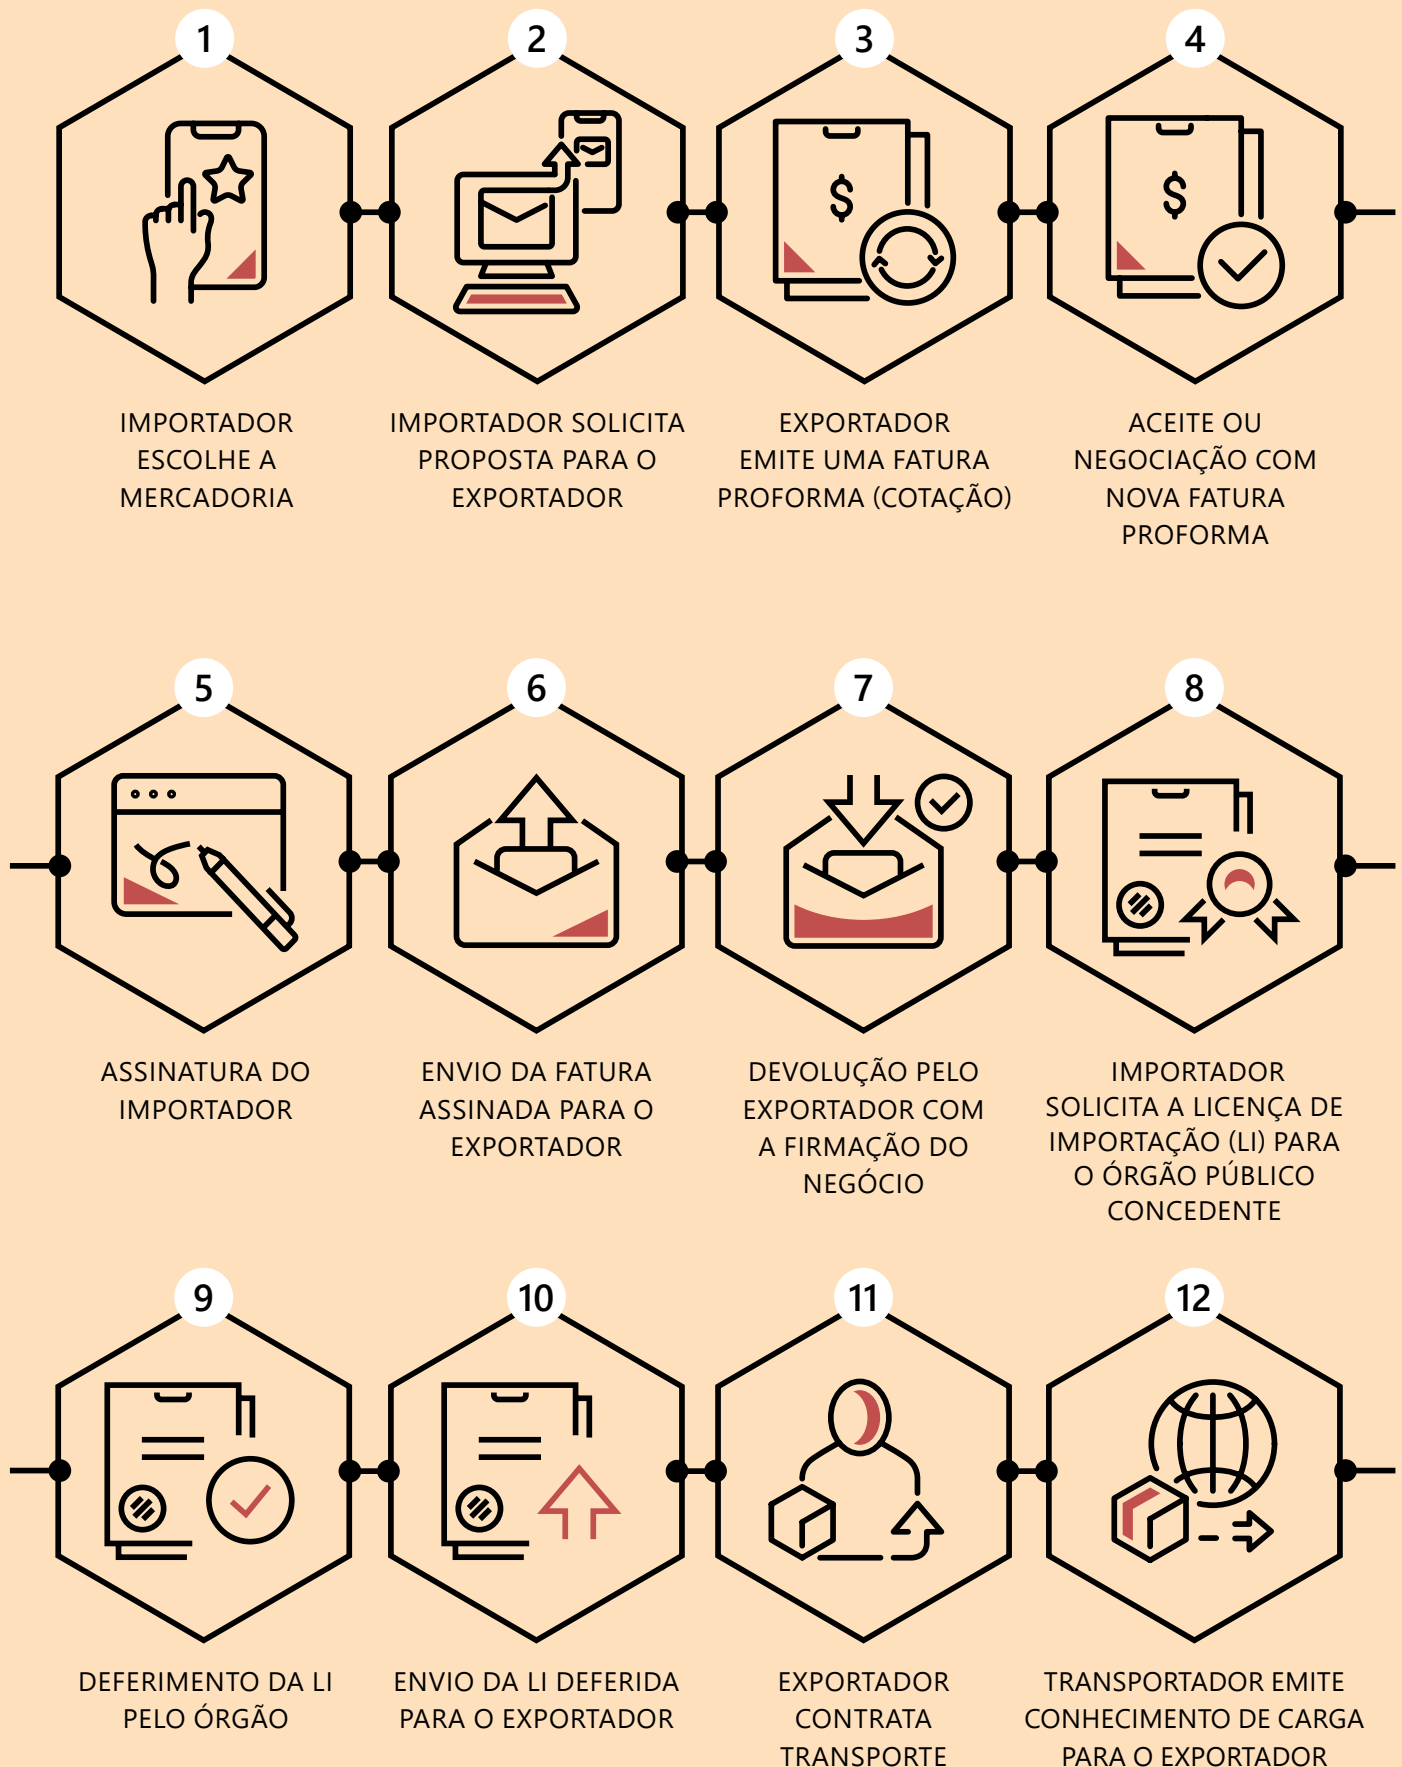 1
IMPORTADOR
ESCOLHE A
MERCADORIA
2
IMPORTADOR SOLICITA
PROPOSTA PARA O
EXPORTADOR
3
$
EXPORTADOR
EMITE UMA FATURA
PROFORMA (COTAÇÃO)
4
$
ACEITE OU
NEGOCIAÇÃO COM
NOVA FATURA
PROFORMA
5
ASSINATURA DO
IMPORTADOR
6
ENVIO DA FATURA
ASSINADA PARA O
EXPORTADOR
7
DEVOLUÇÃO PELO
EXPORTADOR COM
A FIRMAÇÃO DO
NEGÓCIO
8
IMPORTADOR
SOLICITA A LICENÇA DE
IMPORTAÇÃO (LI) PARA
O ÓRGÃO PÚBLICO
CONCEDENTE
9
DEFERIMENTO DA LI
PELO ÓRGÃO
10
ENVIO DA LI DEFERIDA
PARA O EXPORTADOR
11
EXPORTADOR
CONTRATA
TRANSPORTE
12
TRANSPORTADOR EMITE
CONHECIMENTO DE CARGA
PARA O EXPORTADOR